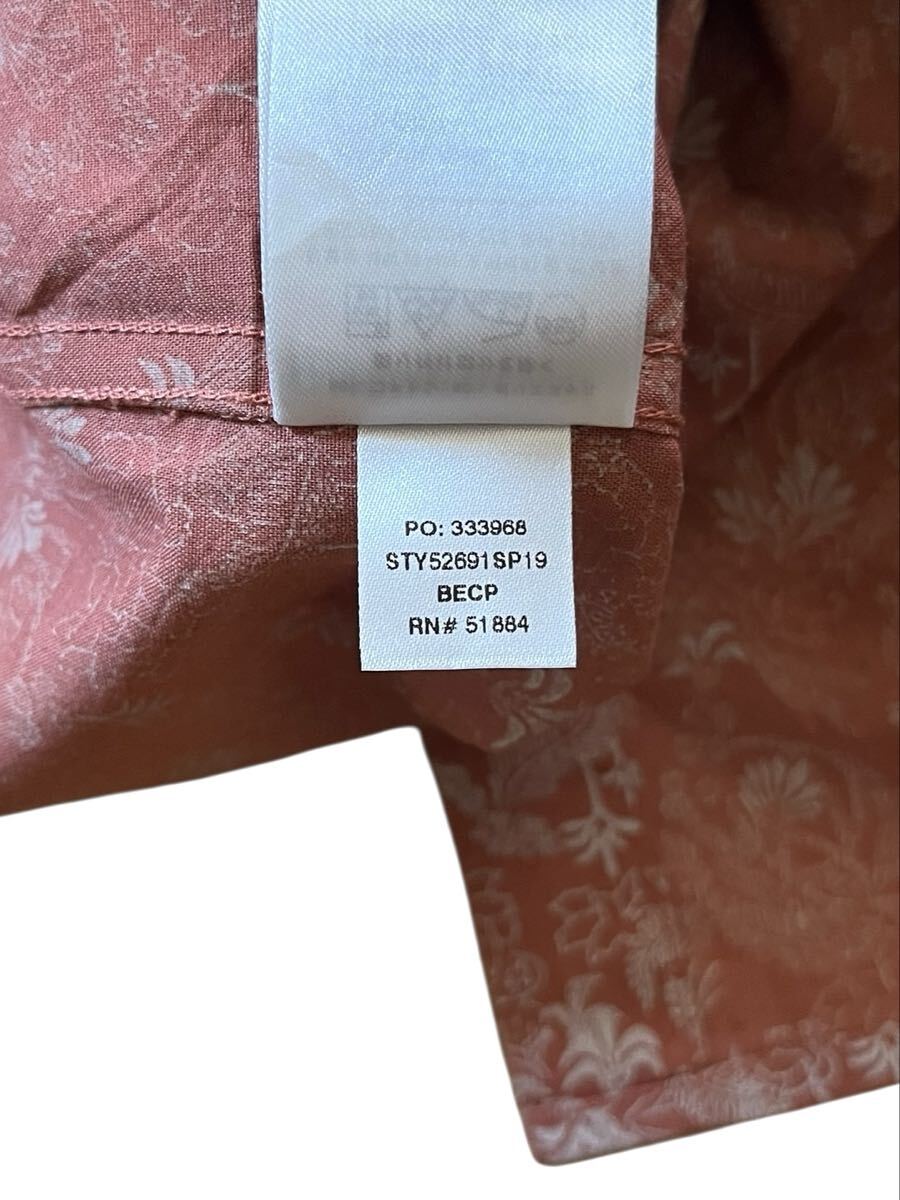 PO: 333968
STY52691SP19
BECP
RN# 51884